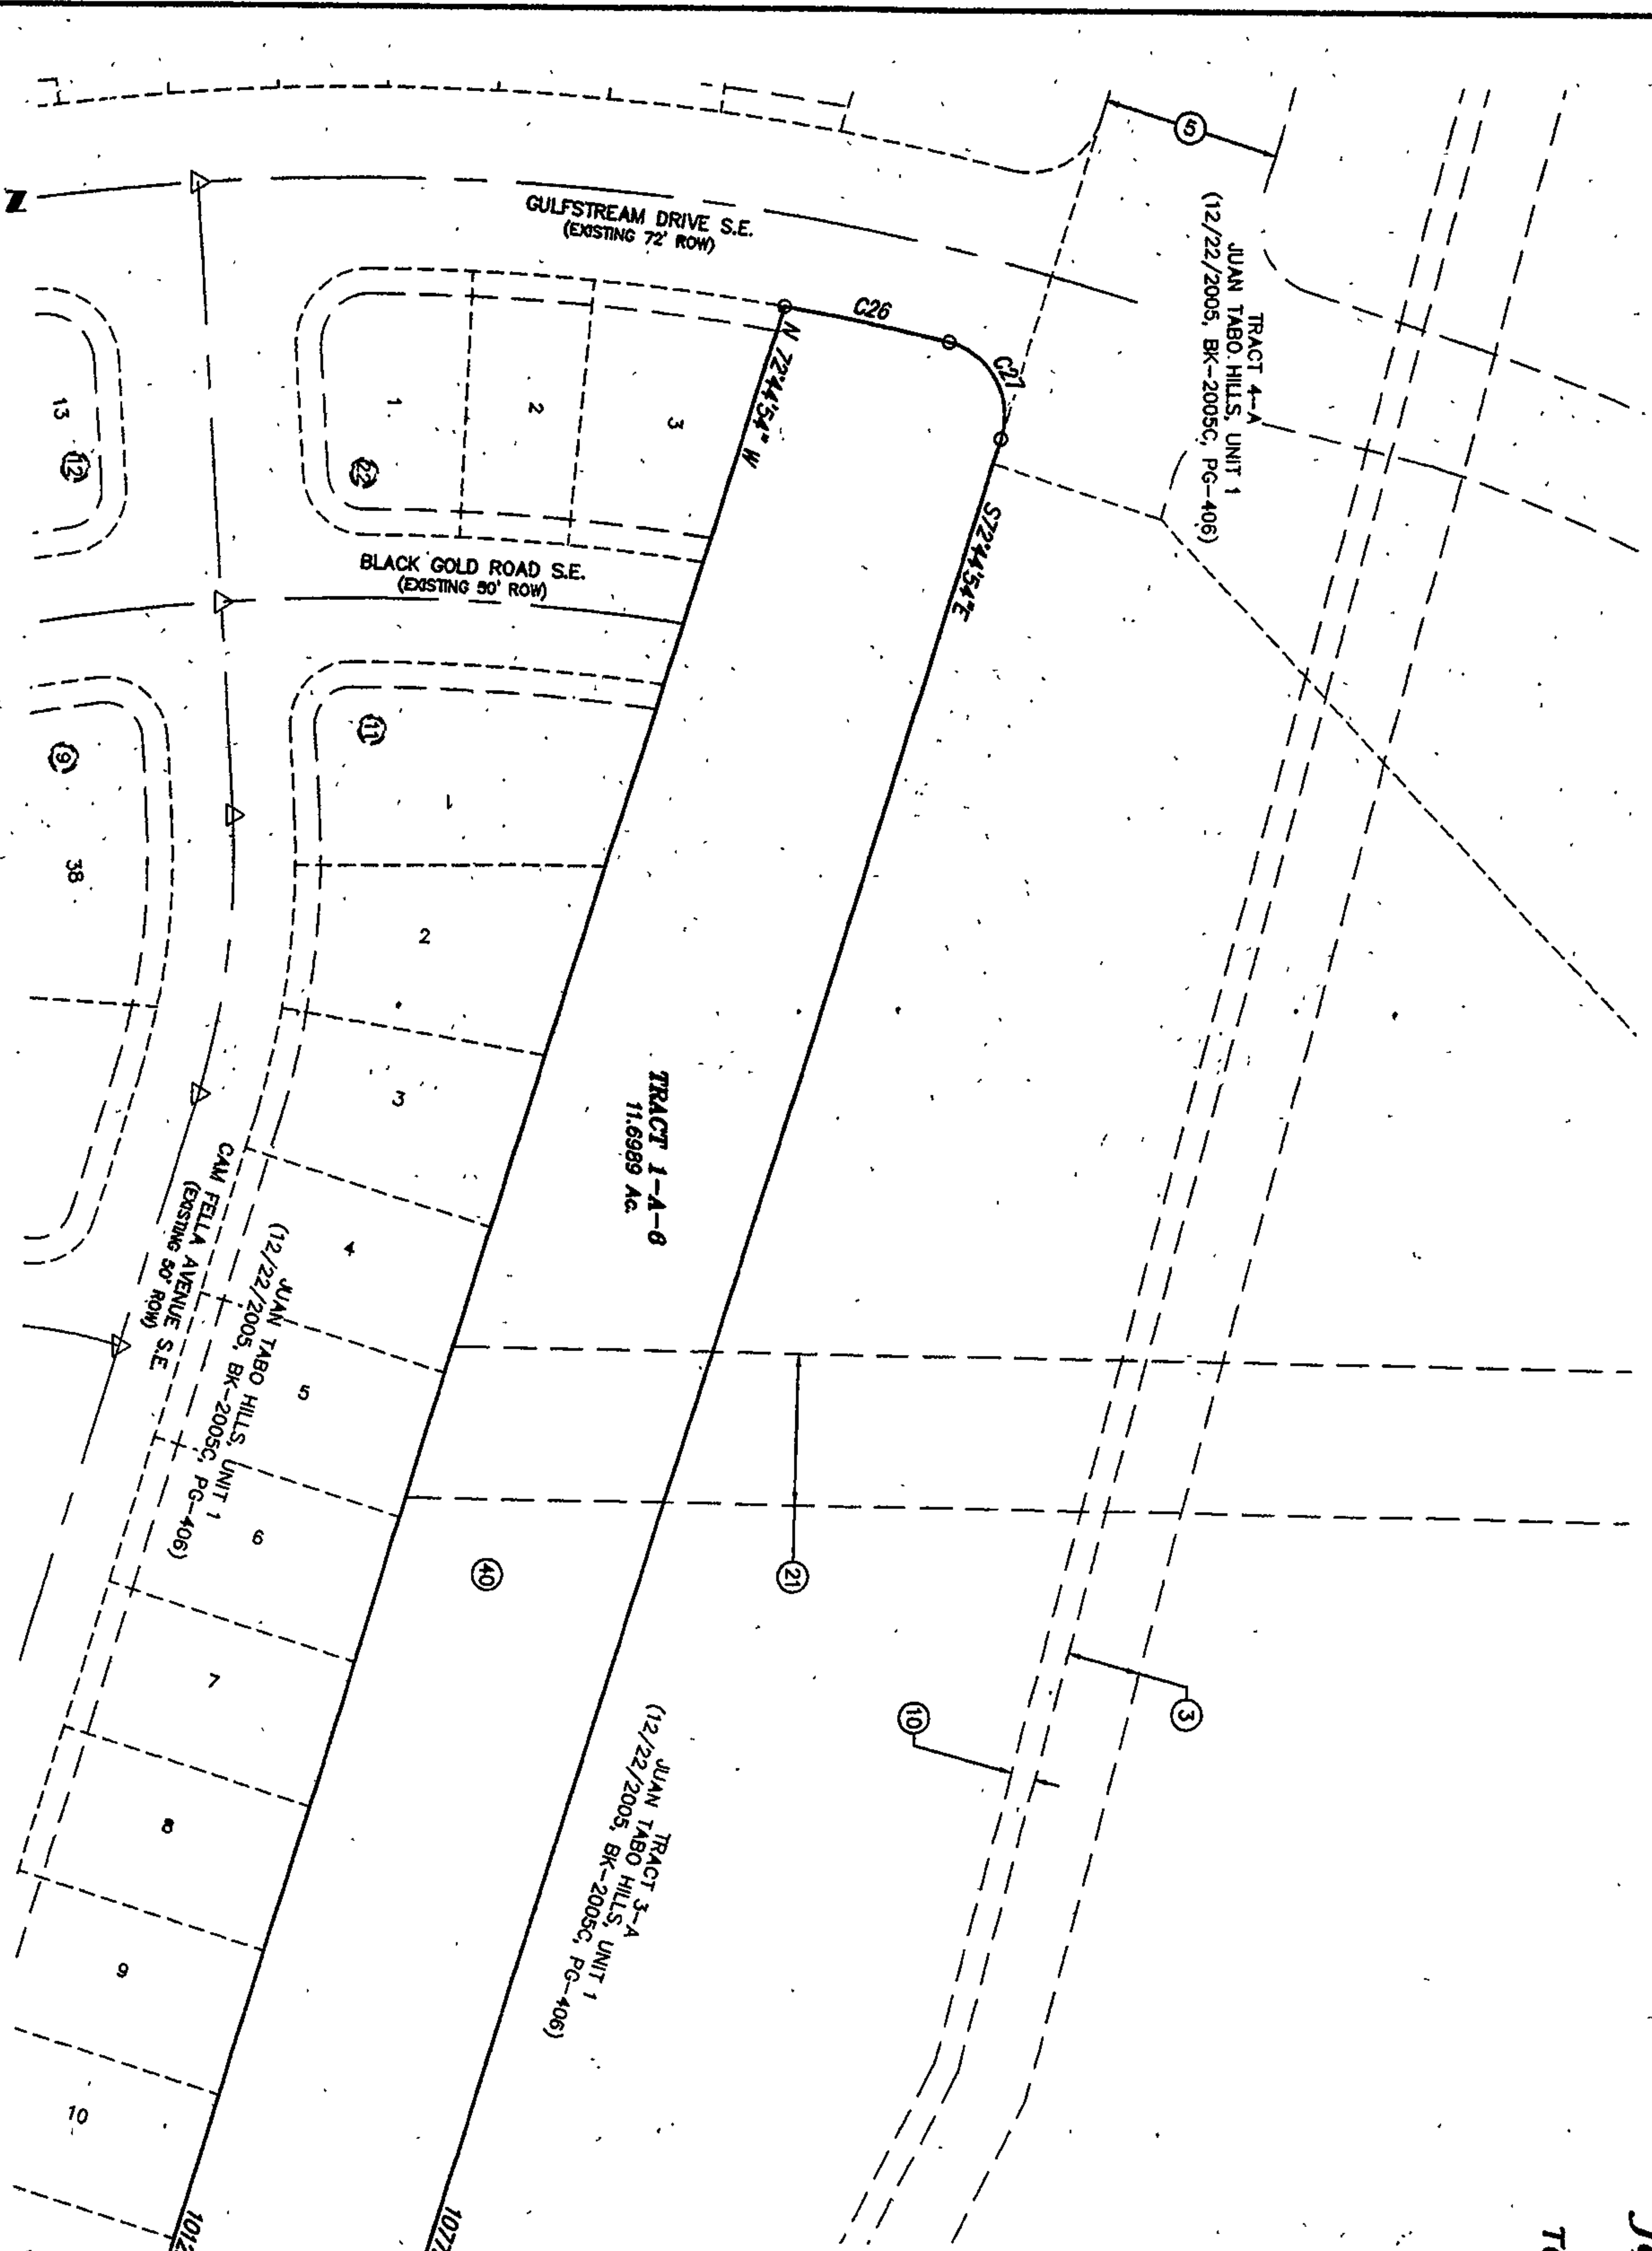 5
TRACT 4-A
JUAN TABO HILLS, UNIT 1
(12/22/2005, BK-2005C, PG-406)
GULFSTREAM DRIVE S.E.
(EXISTING 72' ROW)
C26
C27
N 72°44'54" W
S72°44'54"E
1
2
3
22
13
12
BLACK GOLD ROAD S.E.
(EXISTING 50' ROW)
11
9
38
1
2
3
4
5
6
7
8
9
10
TRACT 1-A-6
11.6989 Ac.
CAM FELLA AVENUE S.E.
(EXISTING 50' ROW)
JUAN TABO HILLS, UNIT 1
(12/22/2005, BK-2005C, PG-406)
40
21
3
10
TRACT 3-A
JUAN TABO HILLS, UNIT 1
(12/22/2005, BK-2005C, PG-406)